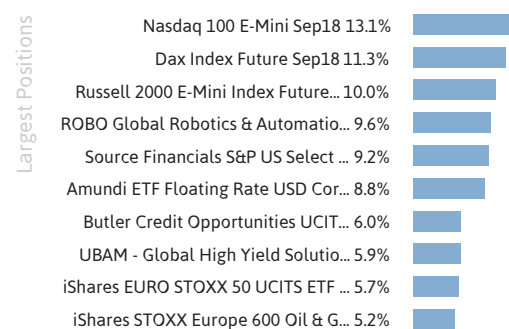 Largest Positions
Nasdaq 100 E-Mini Sep18 13.1%
Dax Index Future Sep18 11.3%
Russell 2000 E-Mini Index Future... 10.0%
ROBO Global Robotics & Automatio... 9.6%
Source Financials S&P US Select ... 9.2%
Amundi ETF Floating Rate USD Cor... 8.8%
Butler Credit Opportunities UCIT... 6.0%
UBAM - Global High Yield Solutio... 5.9%
iShares EURO STOXX 50 UCITS ETF ... 5.7%
iShares STOXX Europe 600 Oil & G... 5.2%